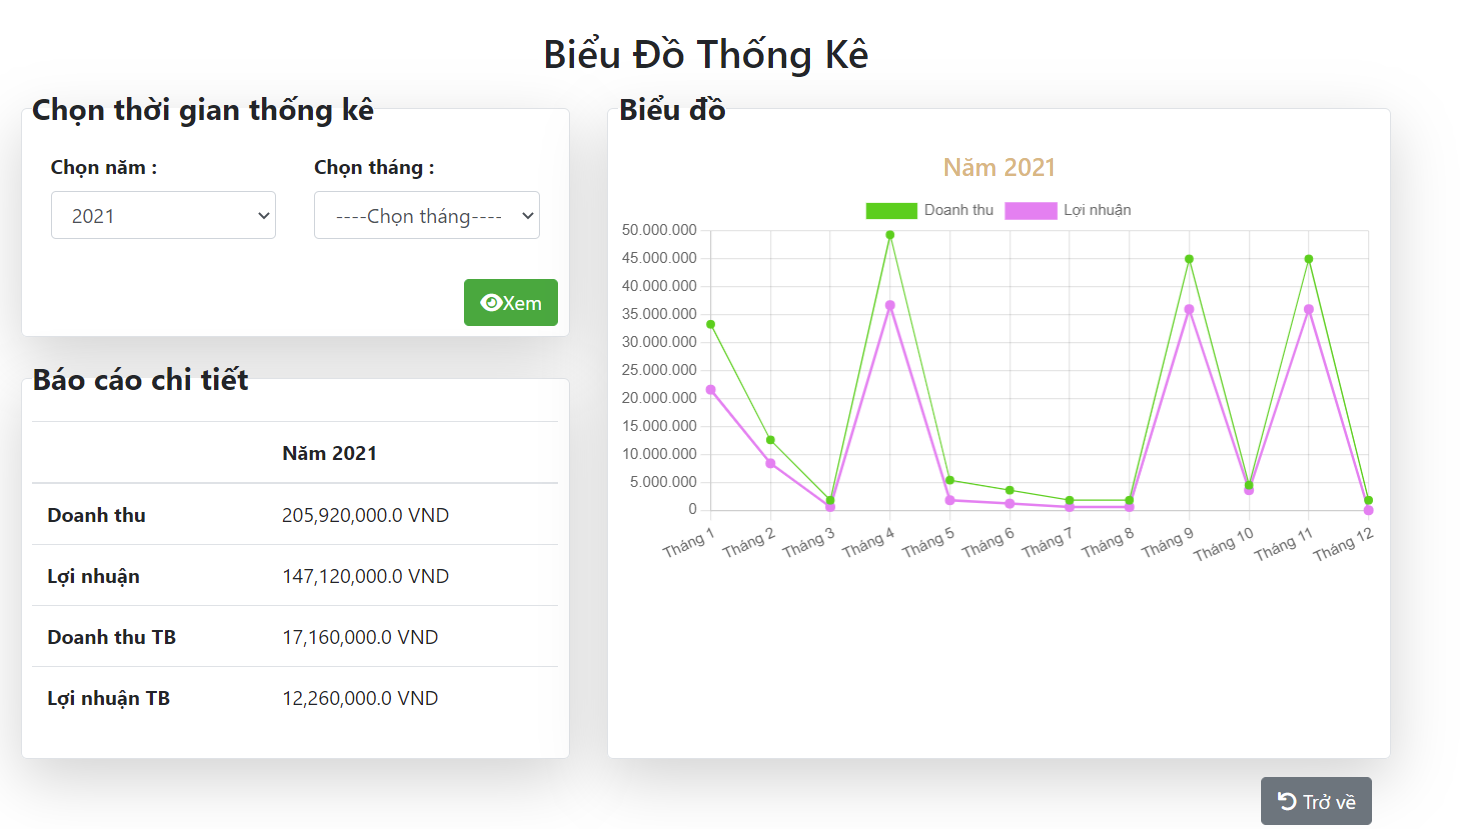 Biểu Đồ Thống Kê
Chọn thời gian thống kê
Chọn năm :
Chọn tháng :
2021
----Chọn tháng----
Xem
Báo cáo chi tiết
Năm 2021
Doanh thu 205,920,000.0 VND
Lợi nhuận 147,120,000.0 VND
Doanh thu TB 17,160,000.0 VND
Lợi nhuận TB 12,260,000.0 VND
Biểu đồ
Năm 2021
Doanh thu Lợi nhuận
50.000.000
45.000.000
40.000.000
35.000.000
30.000.000
25.000.000
20.000.000
15.000.000
10.000.000
5.000.000
0
Tháng 1 Tháng 2 Tháng 3 Tháng 4 Tháng 5 Tháng 6 Tháng 7 Tháng 8 Tháng 9 Tháng 10 Tháng 11 Tháng 12
Trở về